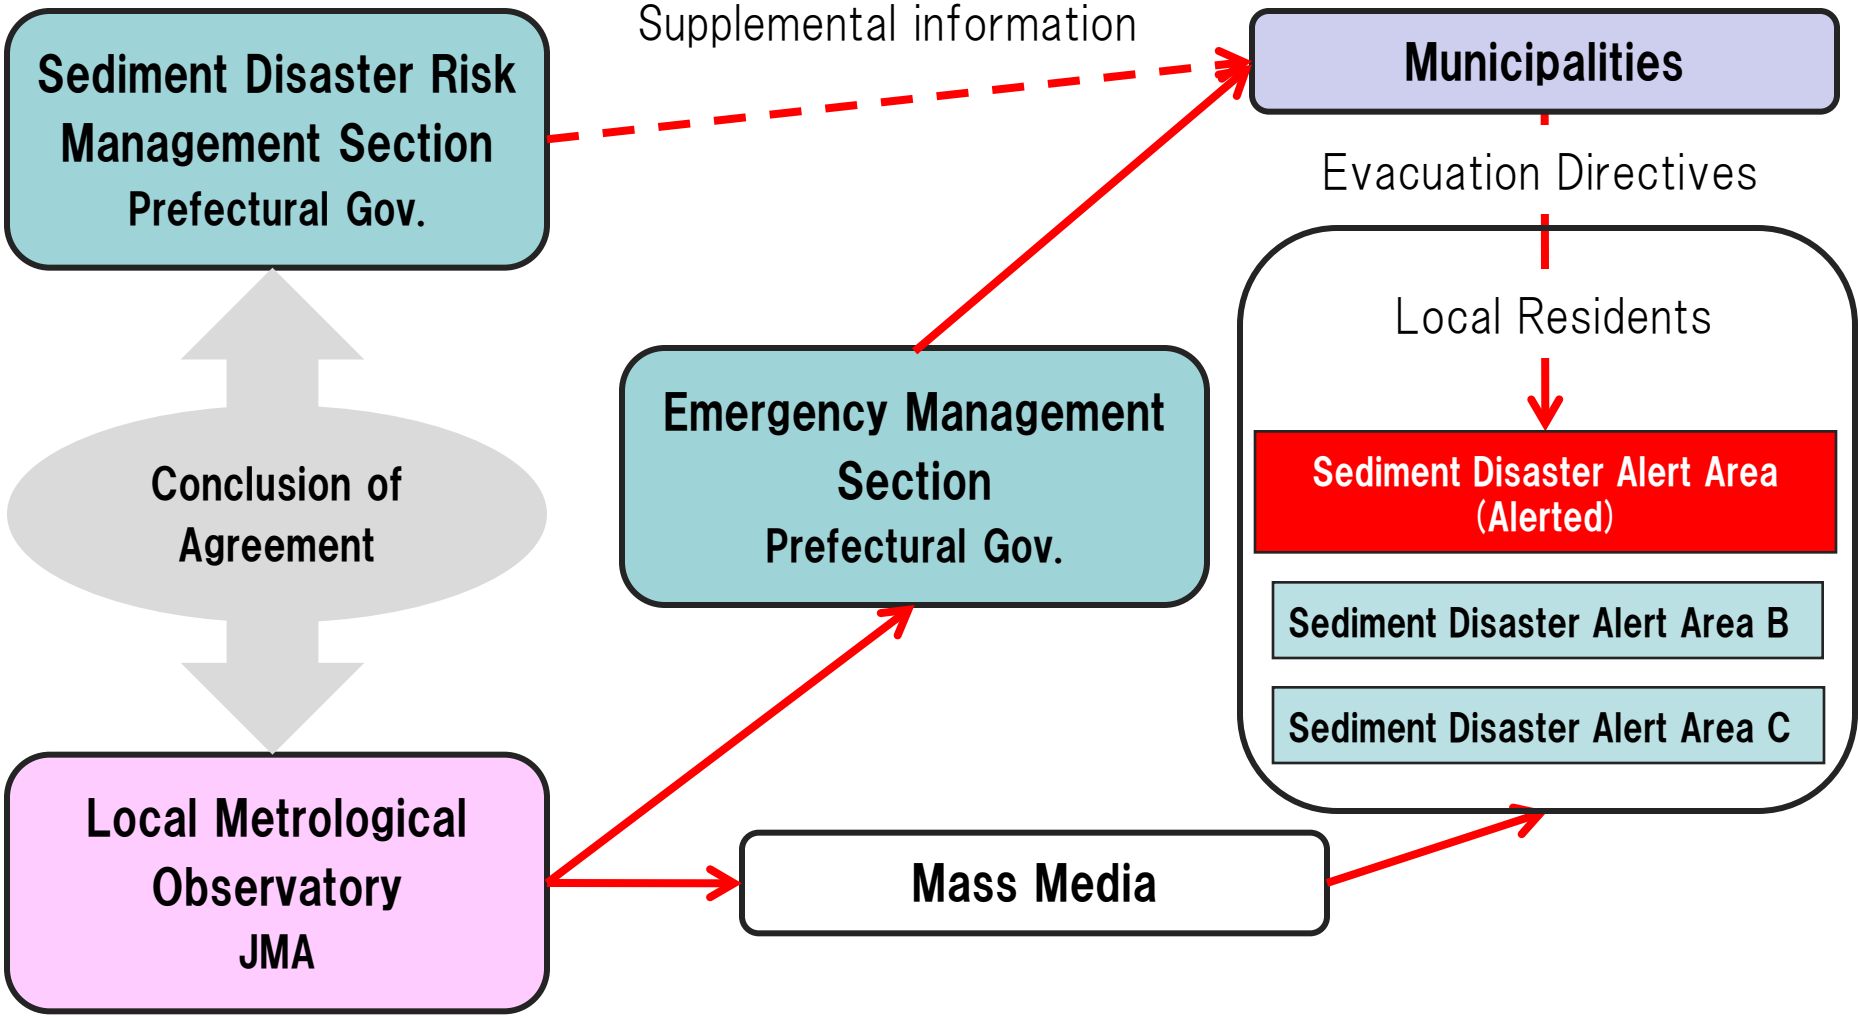 Supplemental information
Sediment Disaster Risk
Management Section
Prefectural Gov.
Municipalities
Evacuation Directives
Local Residents
Emergency Management
Section
Prefectural Gov.
Conclusion of
Agreement
Sediment Disaster Alert Area
(Alerted)
Sediment Disaster Alert Area B
Sediment Disaster Alert Area C
Local Metrological
Observatory
JMA
Mass Media